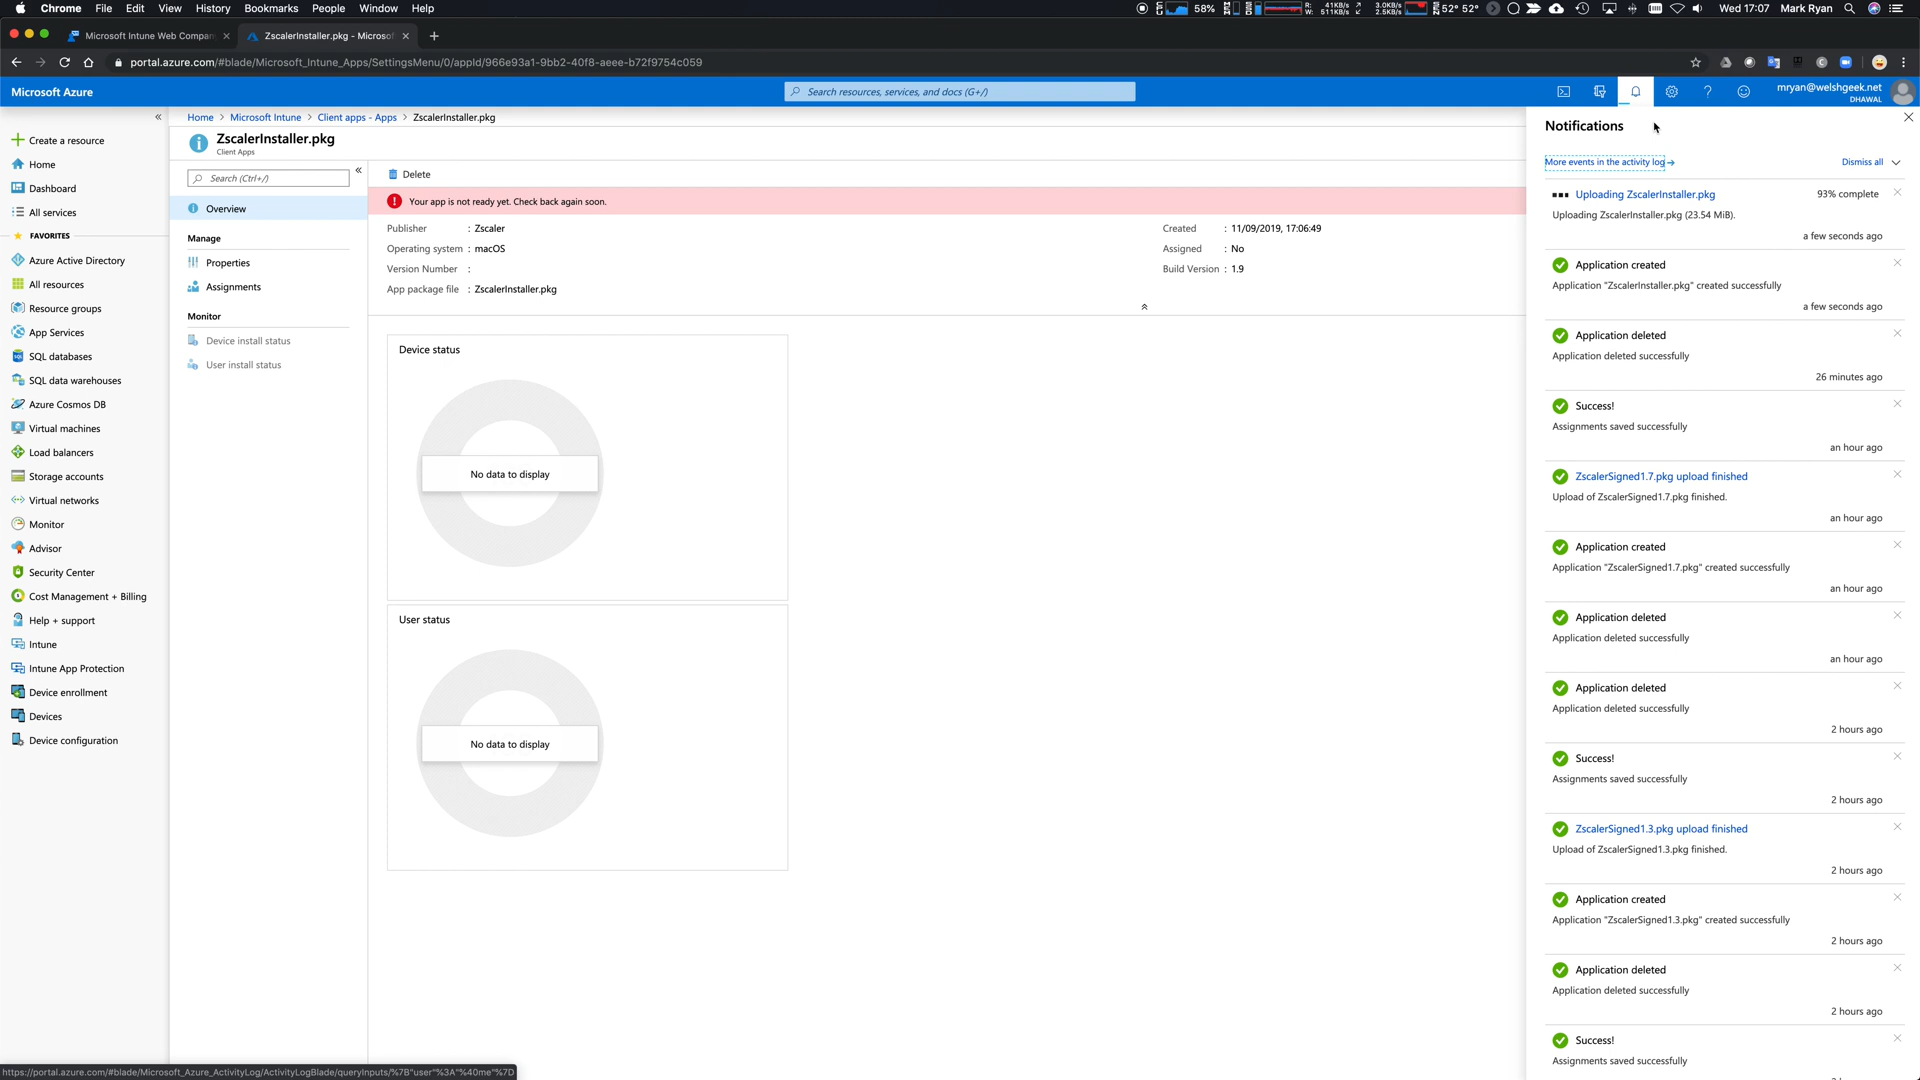 Chrome File Edit View History Bookmarks People Window Help
58% R: 41KB/s W: 511KB/s 3.0KB/s 2.5KB/s 52° 52° Wed 17:07 Mark Ryan
Microsoft Intune Web Compan
ZscalerInstaller.pkg - Microsof
portal.azure.com/#blade/Microsoft_Intune_Apps/SettingsMenu/0/appId/966e93a1-9bb2-40f8-aeee-b72f9754c059
Microsoft Azure
Search resources, services, and docs (G+/)
mryan@welshgeek.net
DHAWAL
Create a resource
Home
Dashboard
All services
FAVORITES
Azure Active Directory
All resources
Resource groups
App Services
SQL databases
SQL data warehouses
Azure Cosmos DB
Virtual machines
Load balancers
Storage accounts
Virtual networks
Monitor
Advisor
Security Center
Cost Management + Billing
Help + support
Intune
Intune App Protection
Device enrollment
Devices
Device configuration
Home > Microsoft Intune > Client apps - Apps > ZscalerInstaller.pkg
ZscalerInstaller.pkg
Client Apps
Search (Ctrl+/)
Overview
Manage
Properties
Assignments
Monitor
Device install status
User install status
Delete
Your app is not ready yet. Check back again soon.
Publisher : Zscaler
Operating system : macOS
Version Number :
App package file : ZscalerInstaller.pkg
Created : 11/09/2019, 17:06:49
Assigned : No
Build Version : 1.9
Device status
No data to display
User status
No data to display
Notifications
More events in the activity log →
Dismiss all
Uploading ZscalerInstaller.pkg 93% complete
Uploading ZscalerInstaller.pkg (23.54 MiB).
a few seconds ago
Application created
Application "ZscalerInstaller.pkg" created successfully
a few seconds ago
Application deleted
Application deleted successfully
26 minutes ago
Success!
Assignments saved successfully
an hour ago
ZscalerSigned1.7.pkg upload finished
Upload of ZscalerSigned1.7.pkg finished.
an hour ago
Application created
Application "ZscalerSigned1.7.pkg" created successfully
an hour ago
Application deleted
Application deleted successfully
an hour ago
Application deleted
Application deleted successfully
2 hours ago
Success!
Assignments saved successfully
2 hours ago
ZscalerSigned1.3.pkg upload finished
Upload of ZscalerSigned1.3.pkg finished.
2 hours ago
Application created
Application "ZscalerSigned1.3.pkg" created successfully
2 hours ago
Application deleted
Application deleted successfully
2 hours ago
Success!
Assignments saved successfully
https://portal.azure.com/#blade/Microsoft_Azure_ActivityLog/ActivityLogBlade/queryInputs/%7B"user"%3A"%40me"%7D